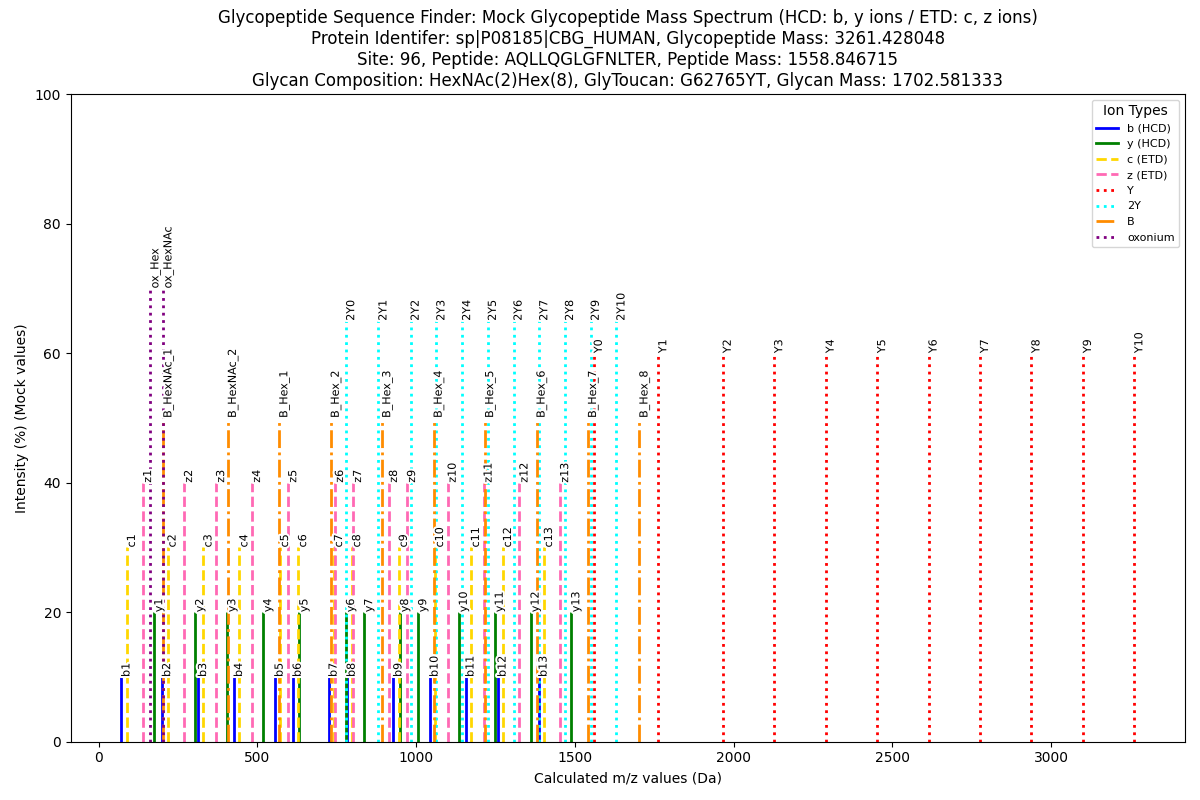 Glycopeptide Sequence Finder: Mock Glycopeptide Mass Spectrum (HCD: b, y ions / ETD: c, z ions)
Protein Identifer: sp|P08185|CBG_HUMAN, Glycopeptide Mass: 3261.428048
Site: 96, Peptide: AQLLQGLGFNLTER, Peptide Mass: 1558.846715
Glycan Composition: HexNAc(2)Hex(8), GlyToucan: G62765YT, Glycan Mass: 1702.581333
100
80
60
40
20
0
Intensity (%) (Mock values)
Ion Types
b (HCD)
y (HCD)
c (ETD)
z (ETD)
Y
2Y
B
oxonium
ox_Hex
ox_HexNAc
2Y0
2Y1
2Y2
2Y3
2Y4
2Y5
2Y6
2Y7
2Y8
2Y9
2Y10
Y0
Y1
Y2
Y3
Y4
Y5
Y6
Y7
Y8
Y9
Y10
B_HexNAc_1
B_HexNAc_2
B_Hex_1
B_Hex_2
B_Hex_3
B_Hex_4
B_Hex_5
B_Hex_6
B_Hex_7
B_Hex_8
z1
z2
z3
z4
z5
z6
z7
z8
z9
z10
z11
z12
z13
c1
c2
c3
c4
c5
c6
c7
c8
c9
c10
c11
c12
c13
y1
y2
y3
y4
y5
y6
y7
y8
y9
y10
y11
y12
y13
b1
b2
b3
b4
b5
b6
b7
b8
b9
b10
b11
b12
b13
0
500
1000
1500
2000
2500
3000
Calculated m/z values (Da)